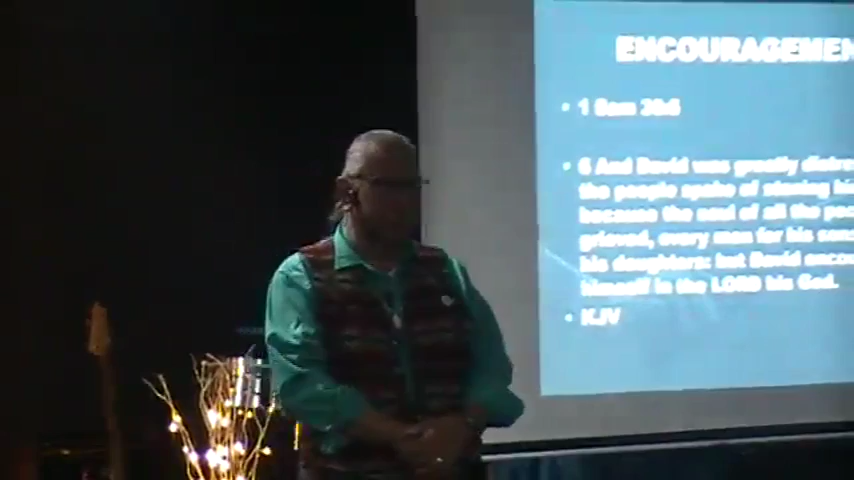 ENCOURAGEMEN
• 1 Sam 30:6
• 6 And David was greatly distre
the people spake of stoning hi
because the soul of all the peo
grieved, every man for his sons
his daughters: but David encou
himself in the LORD his God.
• KJV